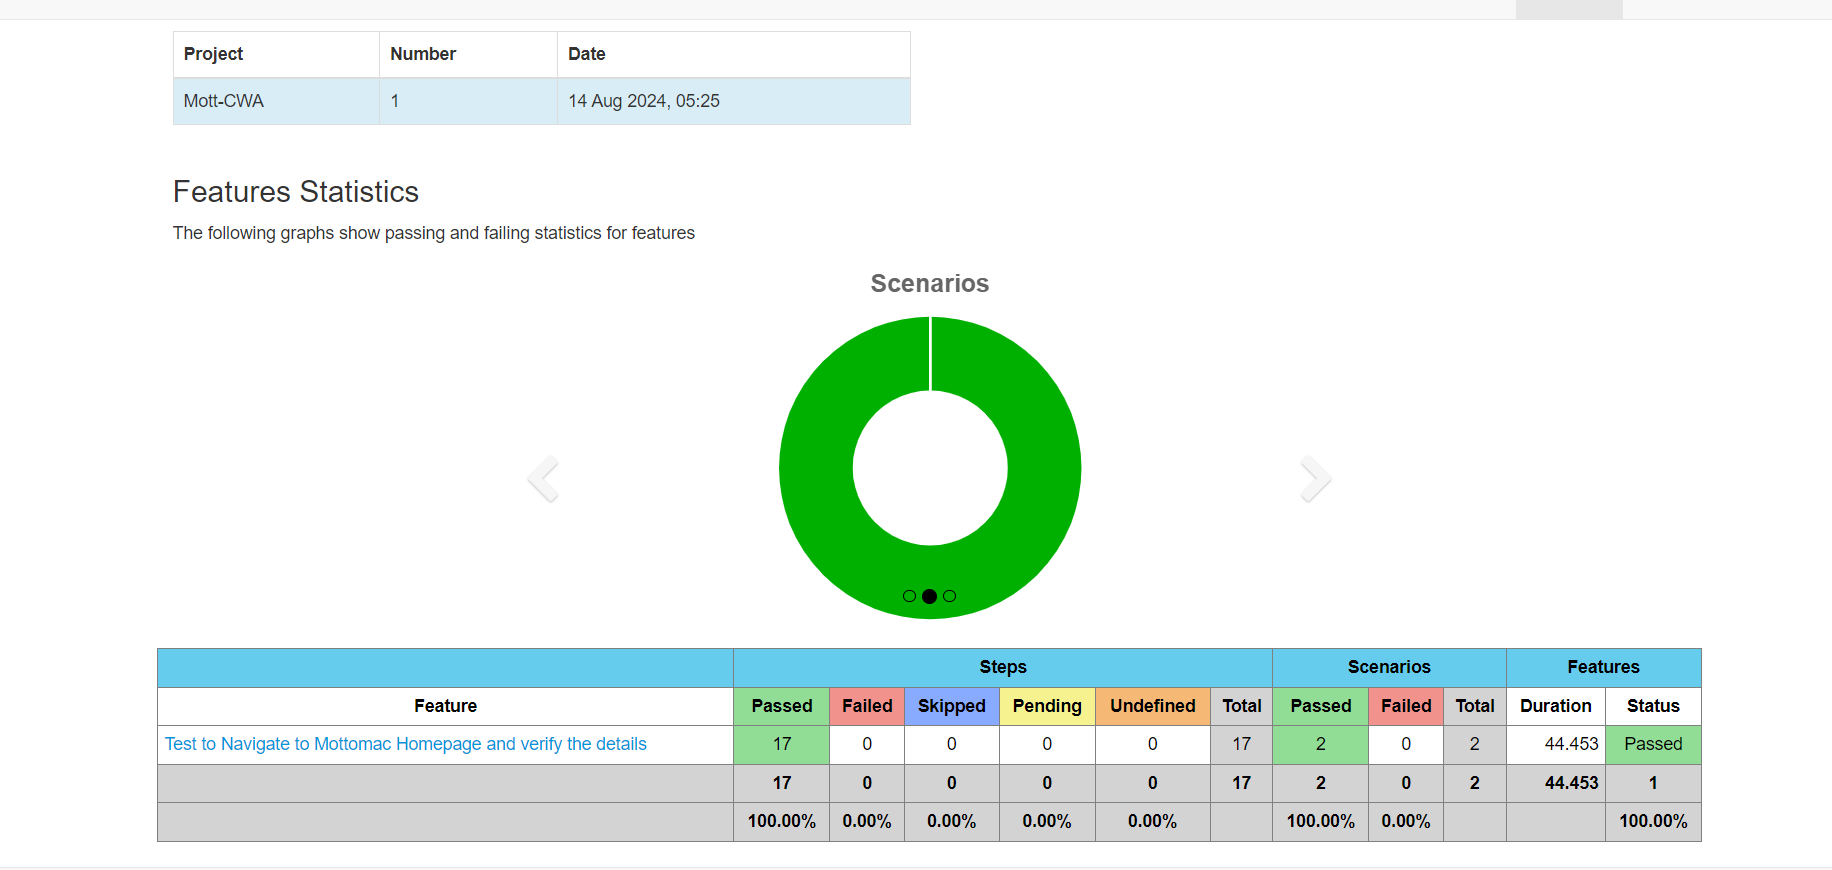 Project Number Date
Mott-CWA 1 14 Aug 2024, 05:25
Features Statistics
The following graphs show passing and failing statistics for features
Scenarios
Steps Scenarios Features
Feature Passed Failed Skipped Pending Undefined Total Passed Failed Total Duration Status
Test to Navigate to Mottomac Homepage and verify the details 17 0 0 0 0 17 2 0 2 44.453 Passed
17 0 0 0 0 17 2 0 2 44.453 1
100.00% 0.00% 0.00% 0.00% 0.00% 100.00% 0.00% 100.00%